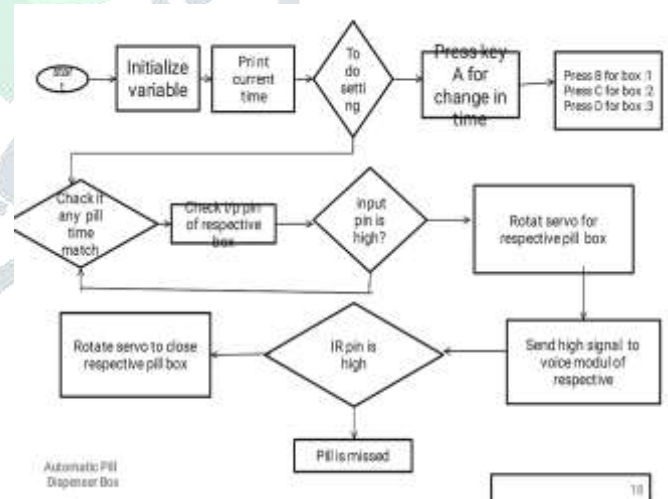 star
t
Initialize
variable
Print
current
time
To
do
setti
ng
Press key
A for
change in
time
Press B for box :1
Press C for box :2
Press D for box :3
Chack if
any pill
time
match
Check i/p pin
of respective
box
input
pin is
high?
Rotat servo for
respective pill box
Rotate servo to close
respective pill box
IR pin is
high
Send high signal to
voice modul of
respective
Pill is missed
Automatic Pill
Dispenser Box
18